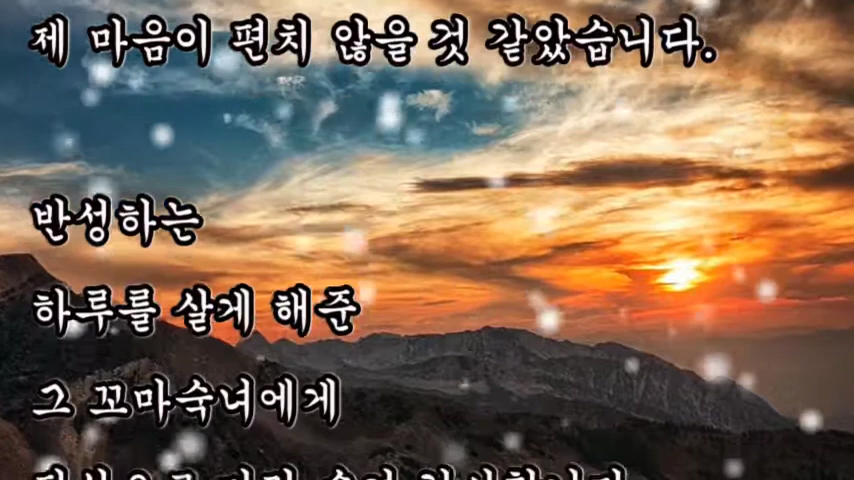 제 마음이 편치 않을 것 같았습니다.
반성하는
하루를 살게 해준
그 꼬마숙녀에게